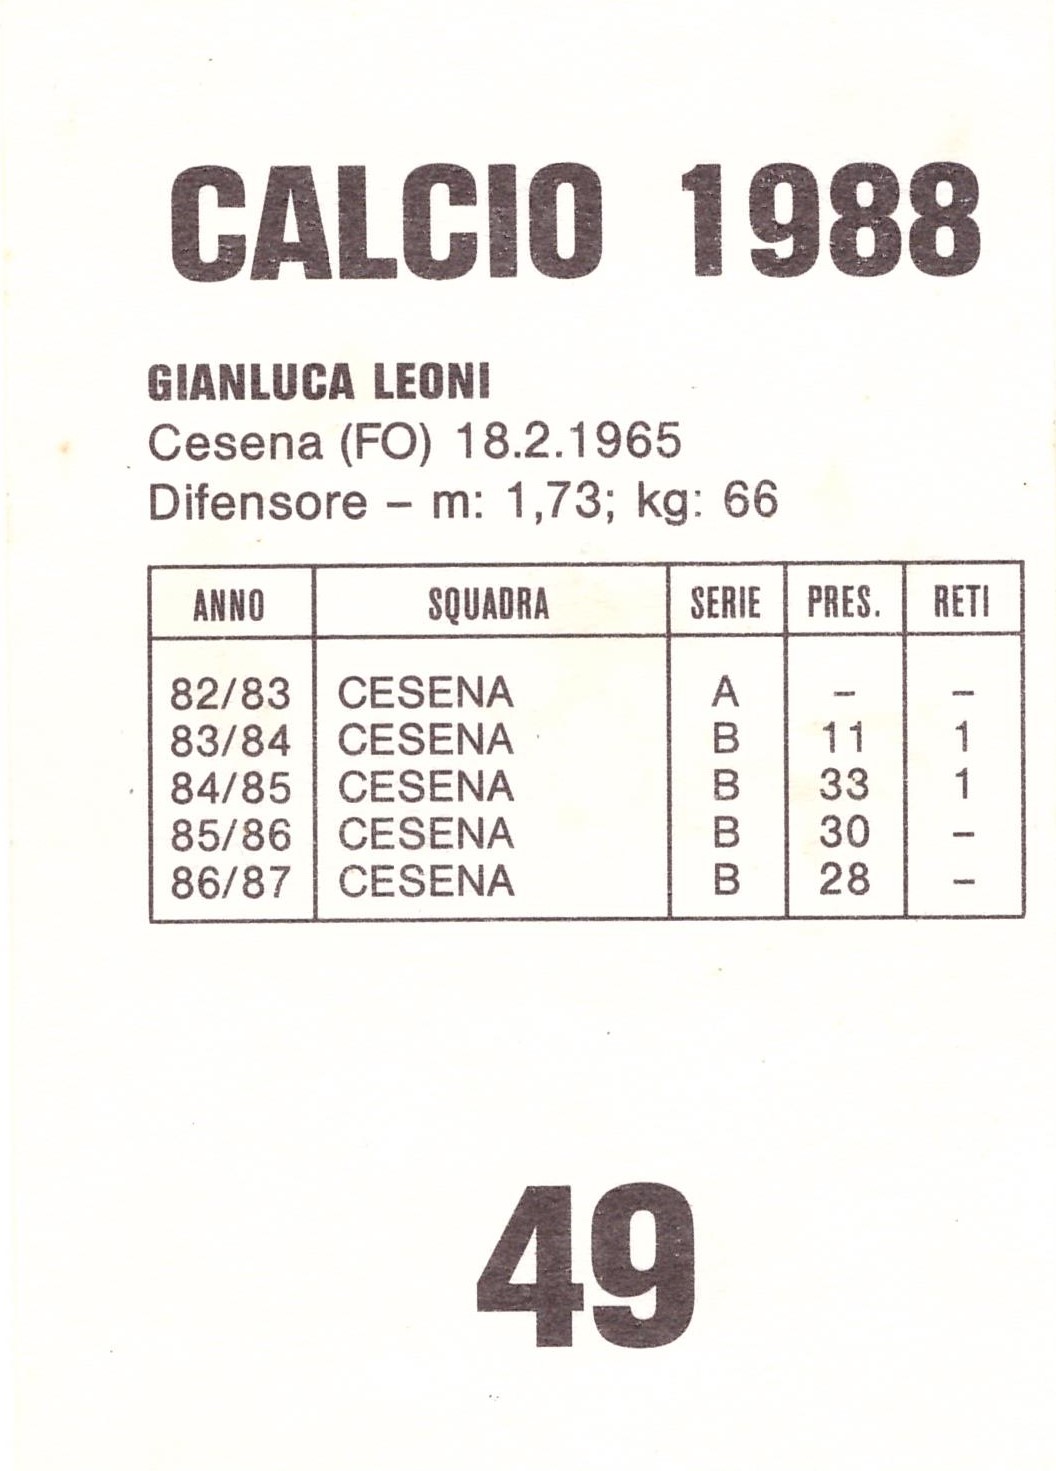 CALCIO 1988
GIANLUCA LEONI
Cesena (FO) 18.2.1965
Difensore – m: 1,73; kg: 66
ANNO SQUADRA SERIE PRES. RETI
82/83 CESENA A – –
83/84 CESENA B 11 1
84/85 CESENA B 33 1
85/86 CESENA B 30 –
86/87 CESENA B 28 –
49